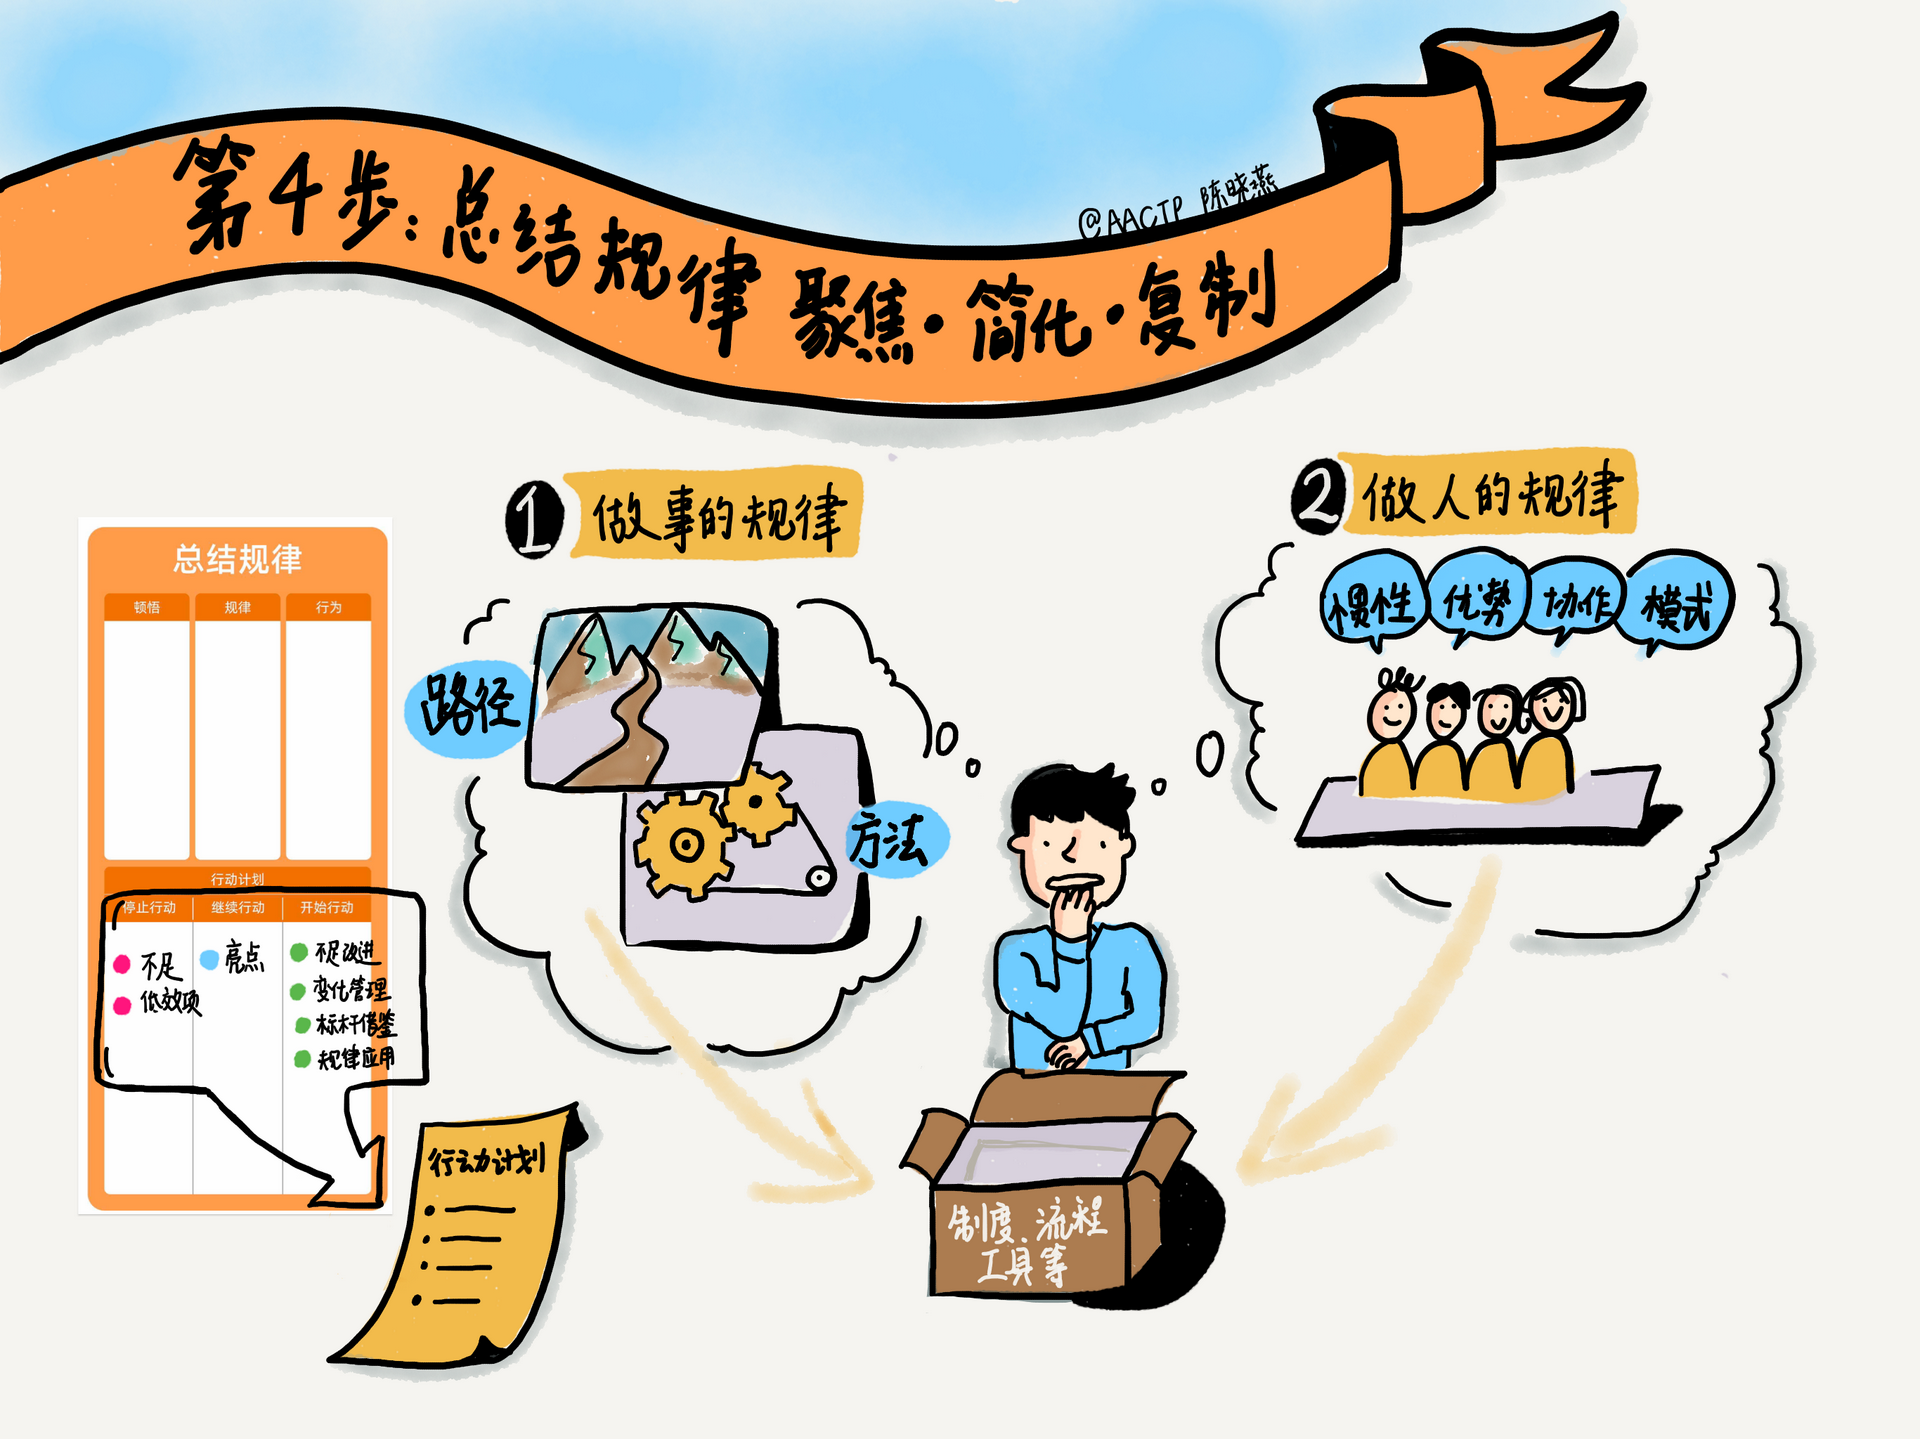 第4步:总结规律 聚焦·简化·复制
@AACTP 陈晓燕
1 做事的规律
路径
方法
2 做人的规律
惯性
优势
协作
模式
总结规律
顿悟 规律 行为
行动计划
停止行动 继续行动 开始行动
不足
低效项
亮点
不足改进
变化管理
标杆借鉴
规律应用
行动计划
制度、流程
工具等